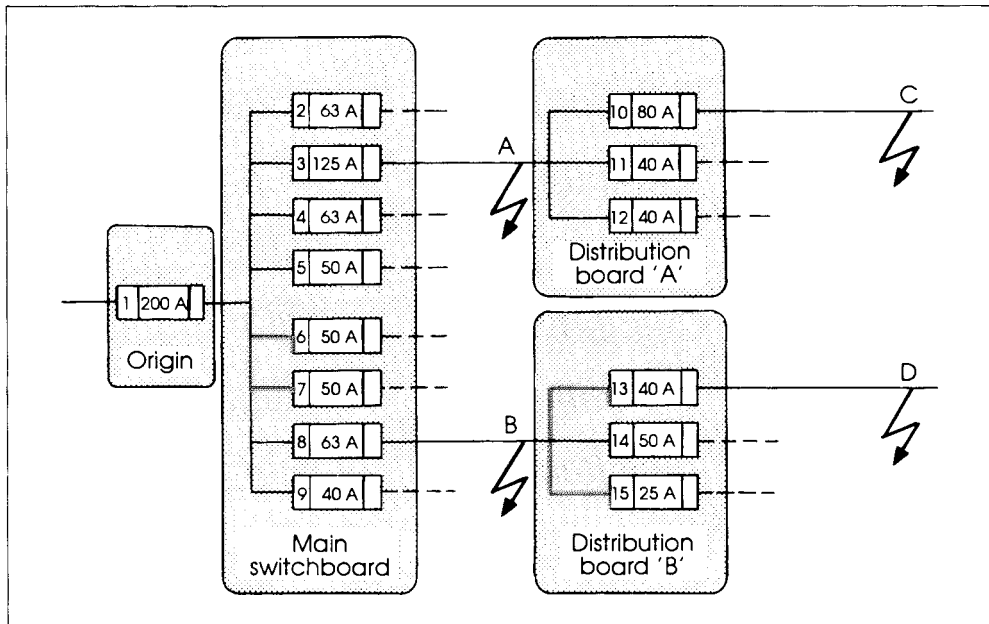 1 200 A
Origin
2 63 A
3 125 A
4 63 A
5 50 A
6 50 A
7 50 A
8 63 A
9 40 A
Main
switchboard
A
B
10 80 A
11 40 A
12 40 A
Distribution
board 'A'
13 40 A
14 50 A
15 25 A
Distribution
board 'B'
C
D